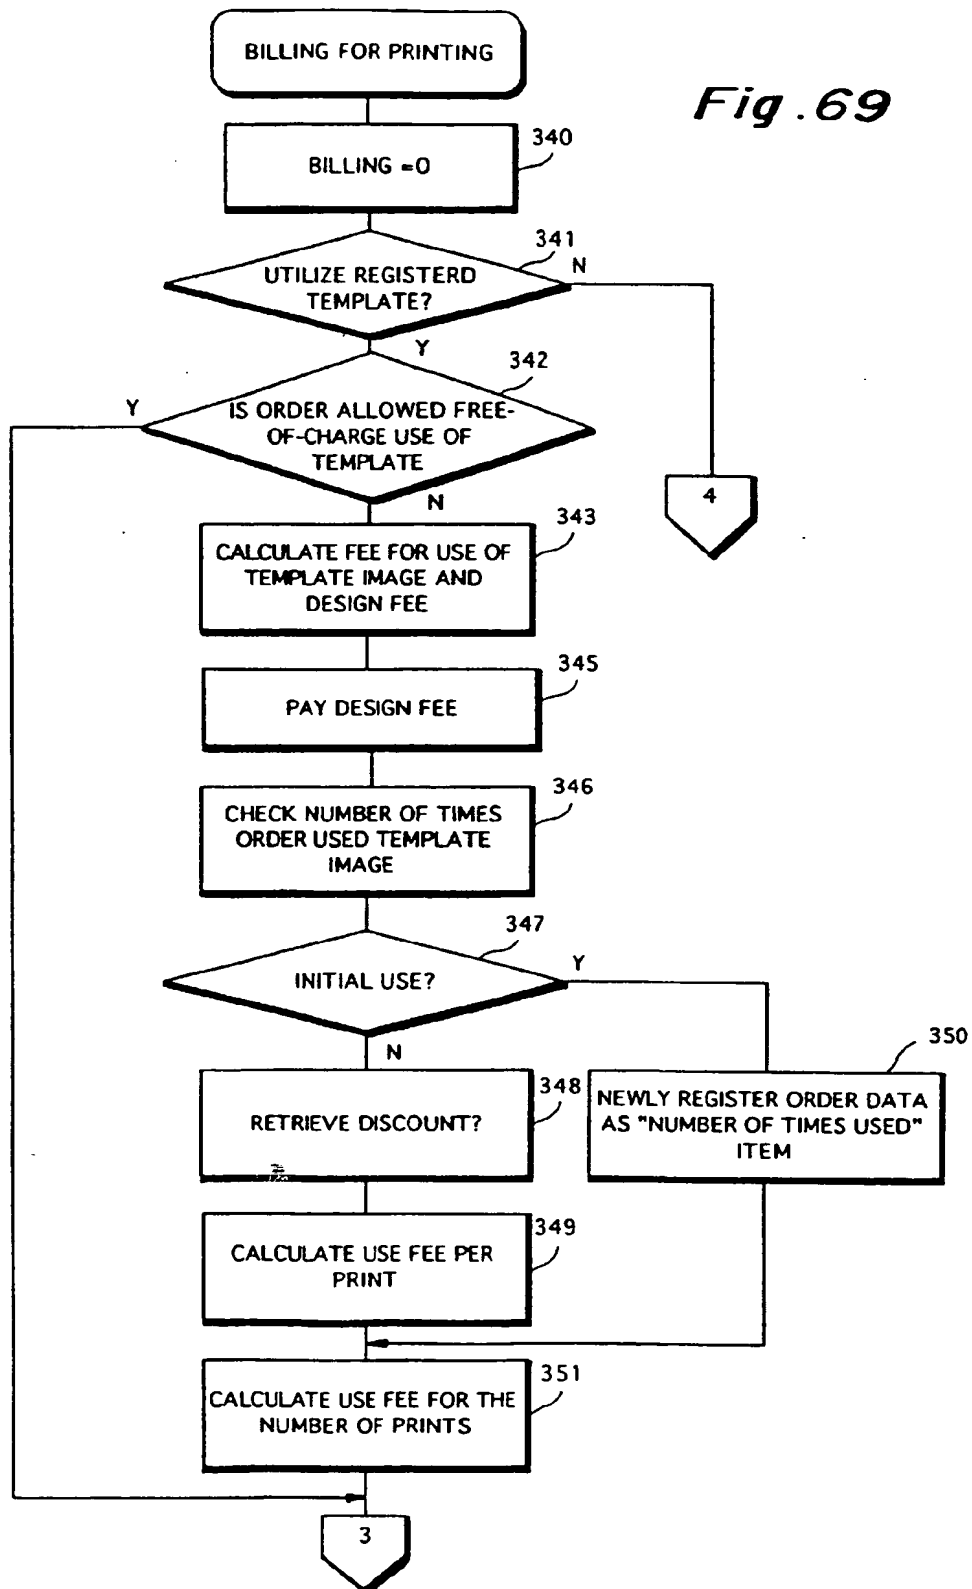 BILLING FOR PRINTING
Fig. 69
340
BILLING =0
341
UTILIZE REGISTERD
TEMPLATE?
N
Y
342
Y
IS ORDER ALLOWED FREE-
OF-CHARGE USE OF
TEMPLATE
N
4
343
CALCULATE FEE FOR USE OF
TEMPLATE IMAGE AND
DESIGN FEE
345
PAY DESIGN FEE
346
CHECK NUMBER OF TIMES
ORDER USED TEMPLATE
IMAGE
347
INITIAL USE?
Y
N
348
RETRIEVE DISCOUNT?
350
NEWLY REGISTER ORDER DATA
AS "NUMBER OF TIMES USED"
ITEM
349
CALCULATE USE FEE PER
PRINT
351
CALCULATE USE FEE FOR THE
NUMBER OF PRINTS
3